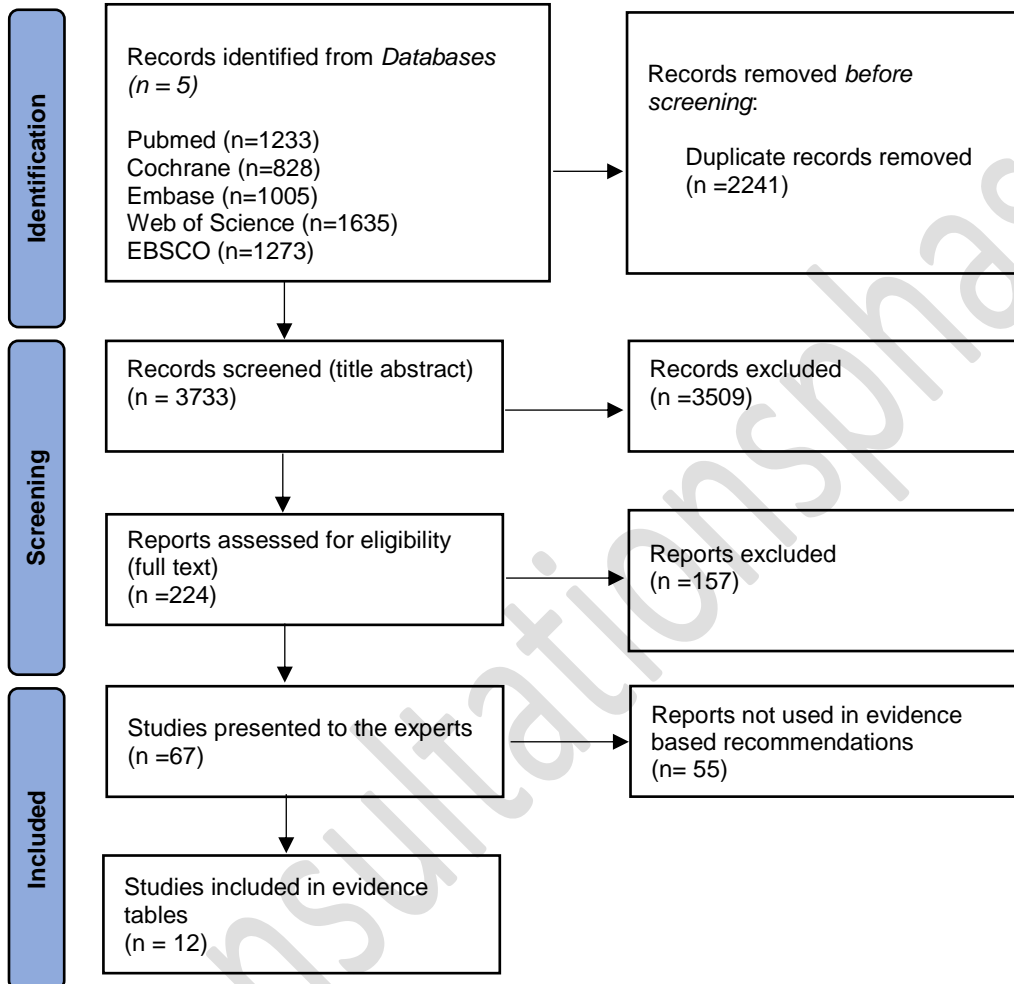 Identification
Records identified from Databases
(n = 5)
Pubmed (n=1233)
Cochrane (n=828)
Embase (n=1005)
Web of Science (n=1635)
EBSCO (n=1273)
Records removed before
screening:
Duplicate records removed
(n =2241)
Screening
Records screened (title abstract)
(n = 3733)
Records excluded
(n =3509)
Reports assessed for eligibility
(full text)
(n =224)
Reports excluded
(n =157)
Included
Studies presented to the experts
(n =67)
Reports not used in evidence
based recommendations
(n= 55)
Studies included in evidence
tables
(n = 12)
nsultationsphas